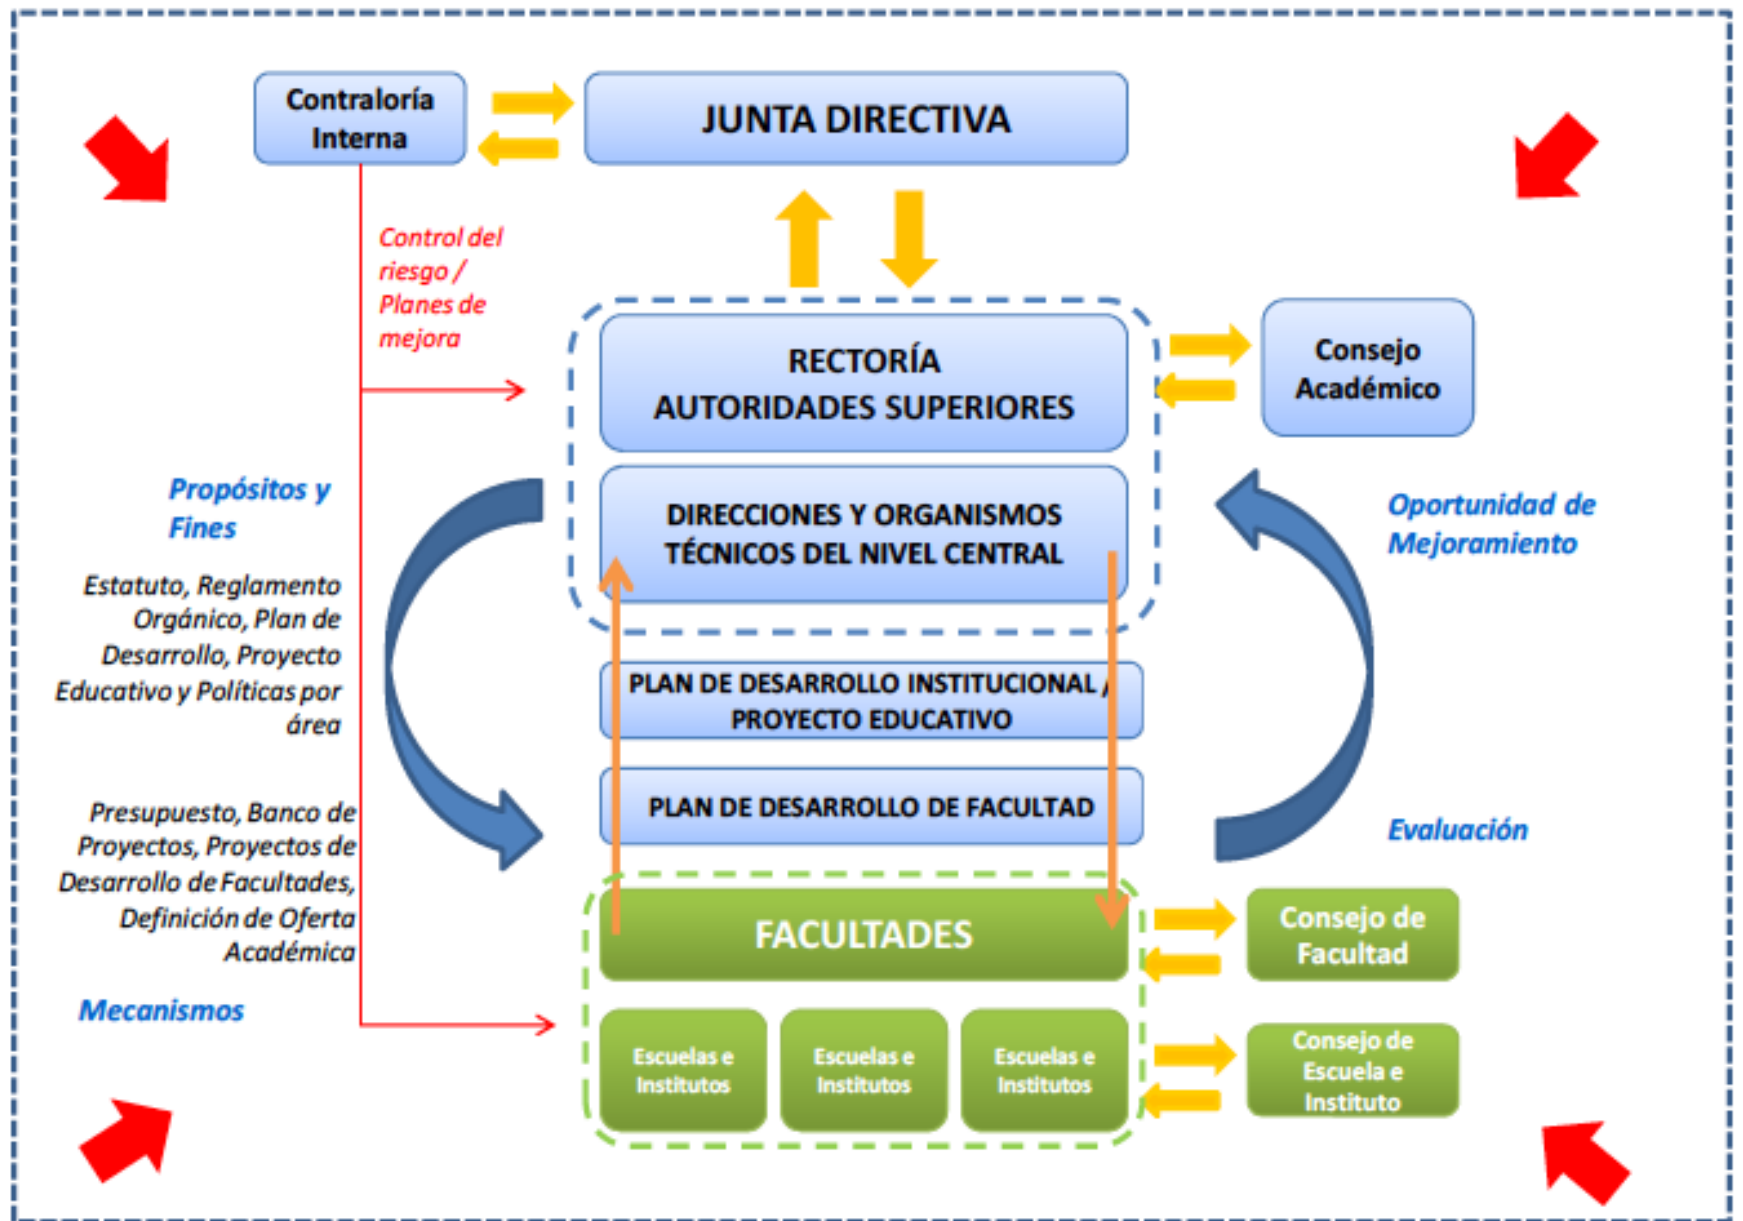 Contraloría
Interna
JUNTA DIRECTIVA
Control del
riesgo /
Planes de
mejora
RECTORÍA
AUTORIDADES SUPERIORES
Consejo
Académico
Propósitos y
Fines
DIRECCIONES Y ORGANISMOS
TÉCNICOS DEL NIVEL CENTRAL
Oportunidad de
Mejoramiento
Estatuto, Reglamento
Orgánico, Plan de
Desarrollo, Proyecto
Educativo y Políticas por
área
PLAN DE DESARROLLO INSTITUCIONAL /
PROYECTO EDUCATIVO
Presupuesto, Banco de
Proyectos, Proyectos de
Desarrollo de Facultades,
Definición de Oferta
Académica
PLAN DE DESARROLLO DE FACULTAD
Evaluación
Mecanismos
FACULTADES
Consejo de
Facultad
Escuelas e
Institutos
Escuelas e
Institutos
Escuelas e
Institutos
Consejo de
Escuela e
Instituto